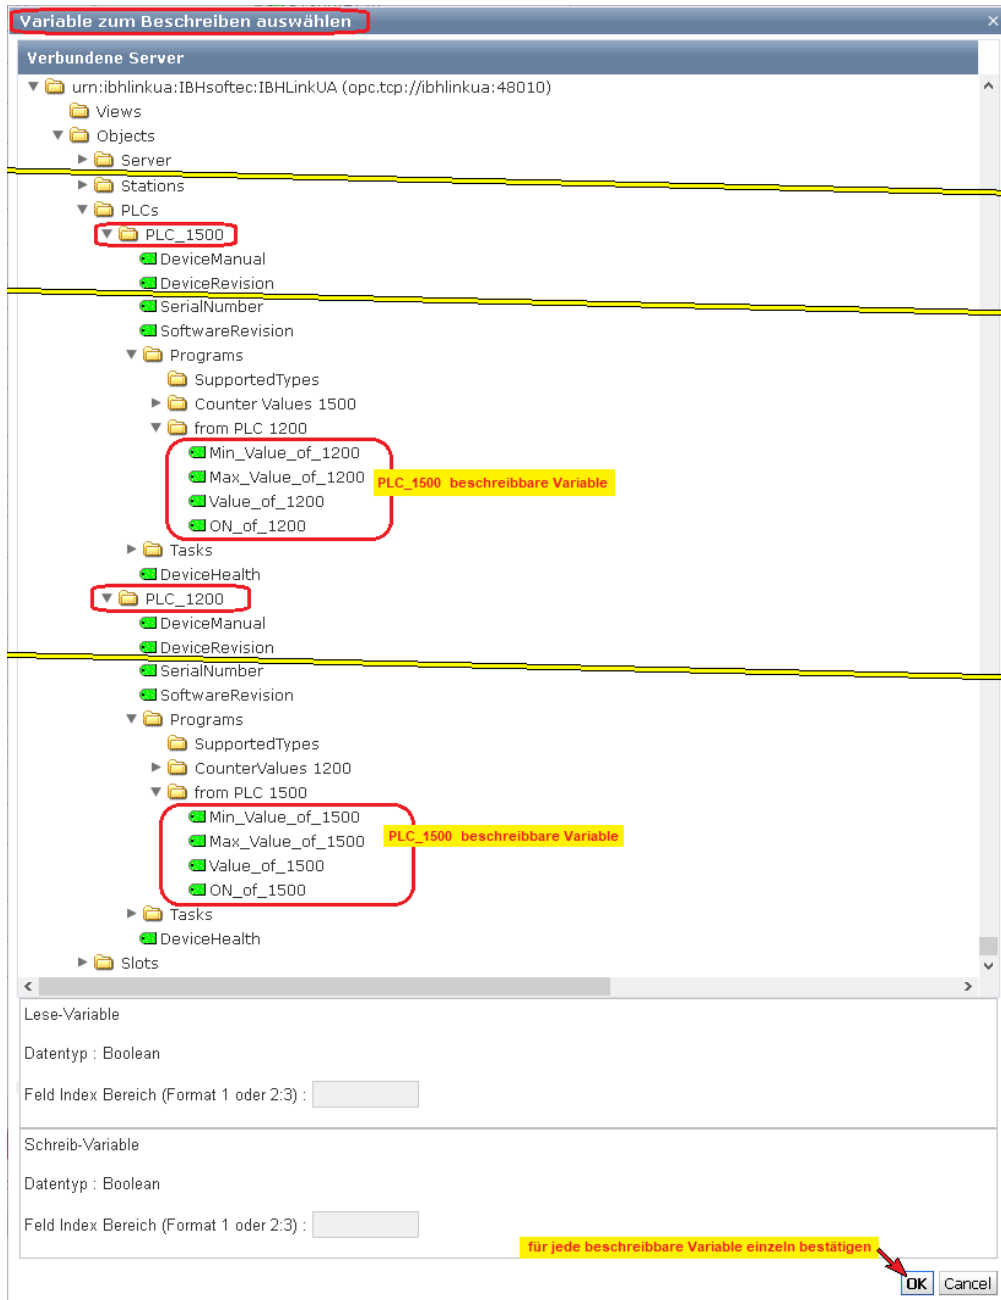 Variable zum Beschreiben auswählen
Verbundene Server
urn:ibhlinkua:IBHsoftec:IBHLinkUA (opc.tcp://ibhlinkua:48010)
Views
Objects
Server
Stations
PLCs
PLC_1500
DeviceManual
DeviceRevision
SerialNumber
SoftwareRevision
Programs
SupportedTypes
Counter Values 1500
from PLC 1200
Min_Value_of_1200
Max_Value_of_1200 PLC_1500 beschreibbare Variable
Value_of_1200
ON_of_1200
Tasks
DeviceHealth
PLC_1200
DeviceManual
DeviceRevision
SerialNumber
SoftwareRevision
Programs
SupportedTypes
CounterValues 1200
from PLC 1500
Min_Value_of_1500
Max_Value_of_1500 PLC_1500 beschreibbare Variable
Value_of_1500
ON_of_1500
Tasks
DeviceHealth
Slots
Lese-Variable
Datentyp : Boolean
Feld Index Bereich (Format 1 oder 2:3) :
Schreib-Variable
Datentyp : Boolean
Feld Index Bereich (Format 1 oder 2:3) :
für jede beschreibbare Variable einzeln bestätigen
OK Cancel